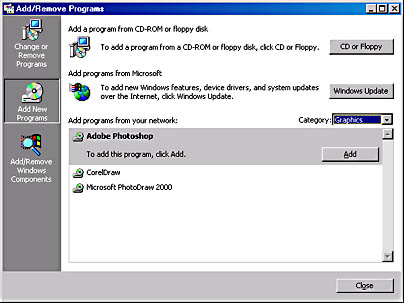 Add/Remove Programs
Change or
Remove
Programs
Add New
Programs
Add/Remove
Windows
Components
Add a program from CD-ROM or floppy disk
To add a program from a CD-ROM or floppy disk, click CD or Floppy.
CD or Floppy
Add programs from Microsoft
To add new Windows features, device drivers, and system updates
over the Internet, click Windows Update.
Windows Update
Add programs from your network:
Category:
Graphics
Adobe Photoshop
To add this program, click Add.
Add
CorelDraw
Microsoft PhotoDraw 2000
Close